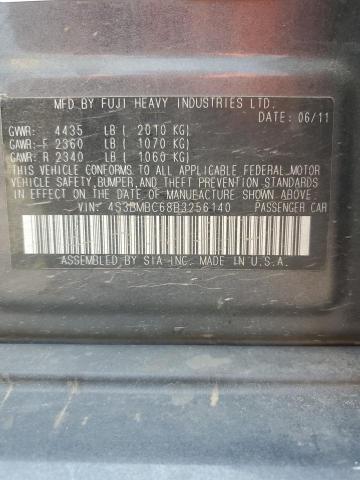 MFD BY FUJI HEAVY INDUSTRIES LTD.
DATE: 06/11
GVWR: 4435 LB ( 2010 KG)
GAWR: F 2360 LB ( 1070 KG)
GAWR: R 2340 LB ( 1060 KG)
THIS VEHICLE CONFORMS TO ALL APPLICABLE FEDERAL MOTOR
VEHICLE SAFETY, BUMPER, AND THEFT PREVENTION STANDARDS
IN EFFECT ON THE DATE OF MANUFACTURE SHOWN ABOVE.
VIN: 4S3BMBC68B3256140 PASSENGER CAR
ASSEMBLED BY SIA INC. MADE IN U.S.A.